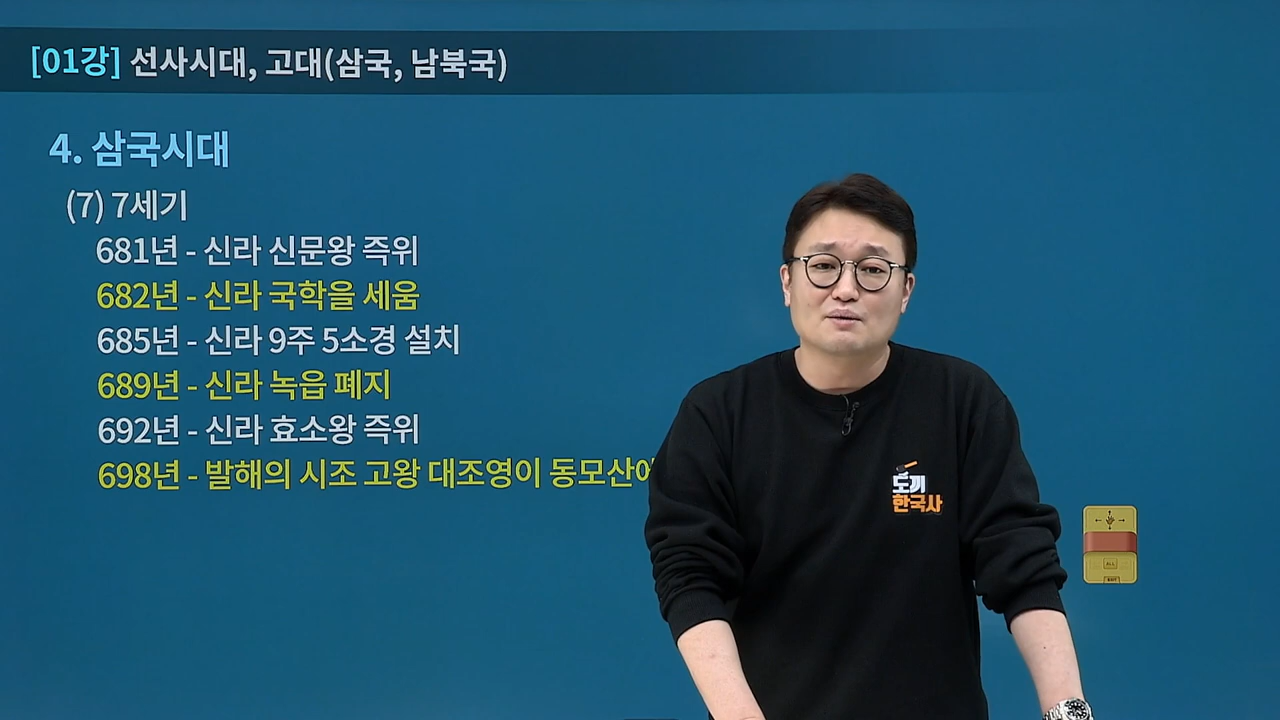 [01강] 선사시대, 고대(삼국, 남북국)
4. 삼국시대
(7) 7세기
681년 - 신라 신문왕 즉위
682년 - 신라 국학을 세움
685년 - 신라 9주 5소경 설치
689년 - 신라 녹읍 폐지
692년 - 신라 효소왕 즉위
698년 - 발해의 시조 고왕 대조영이 동모산에
도끼
한국사
ALL
EXIT